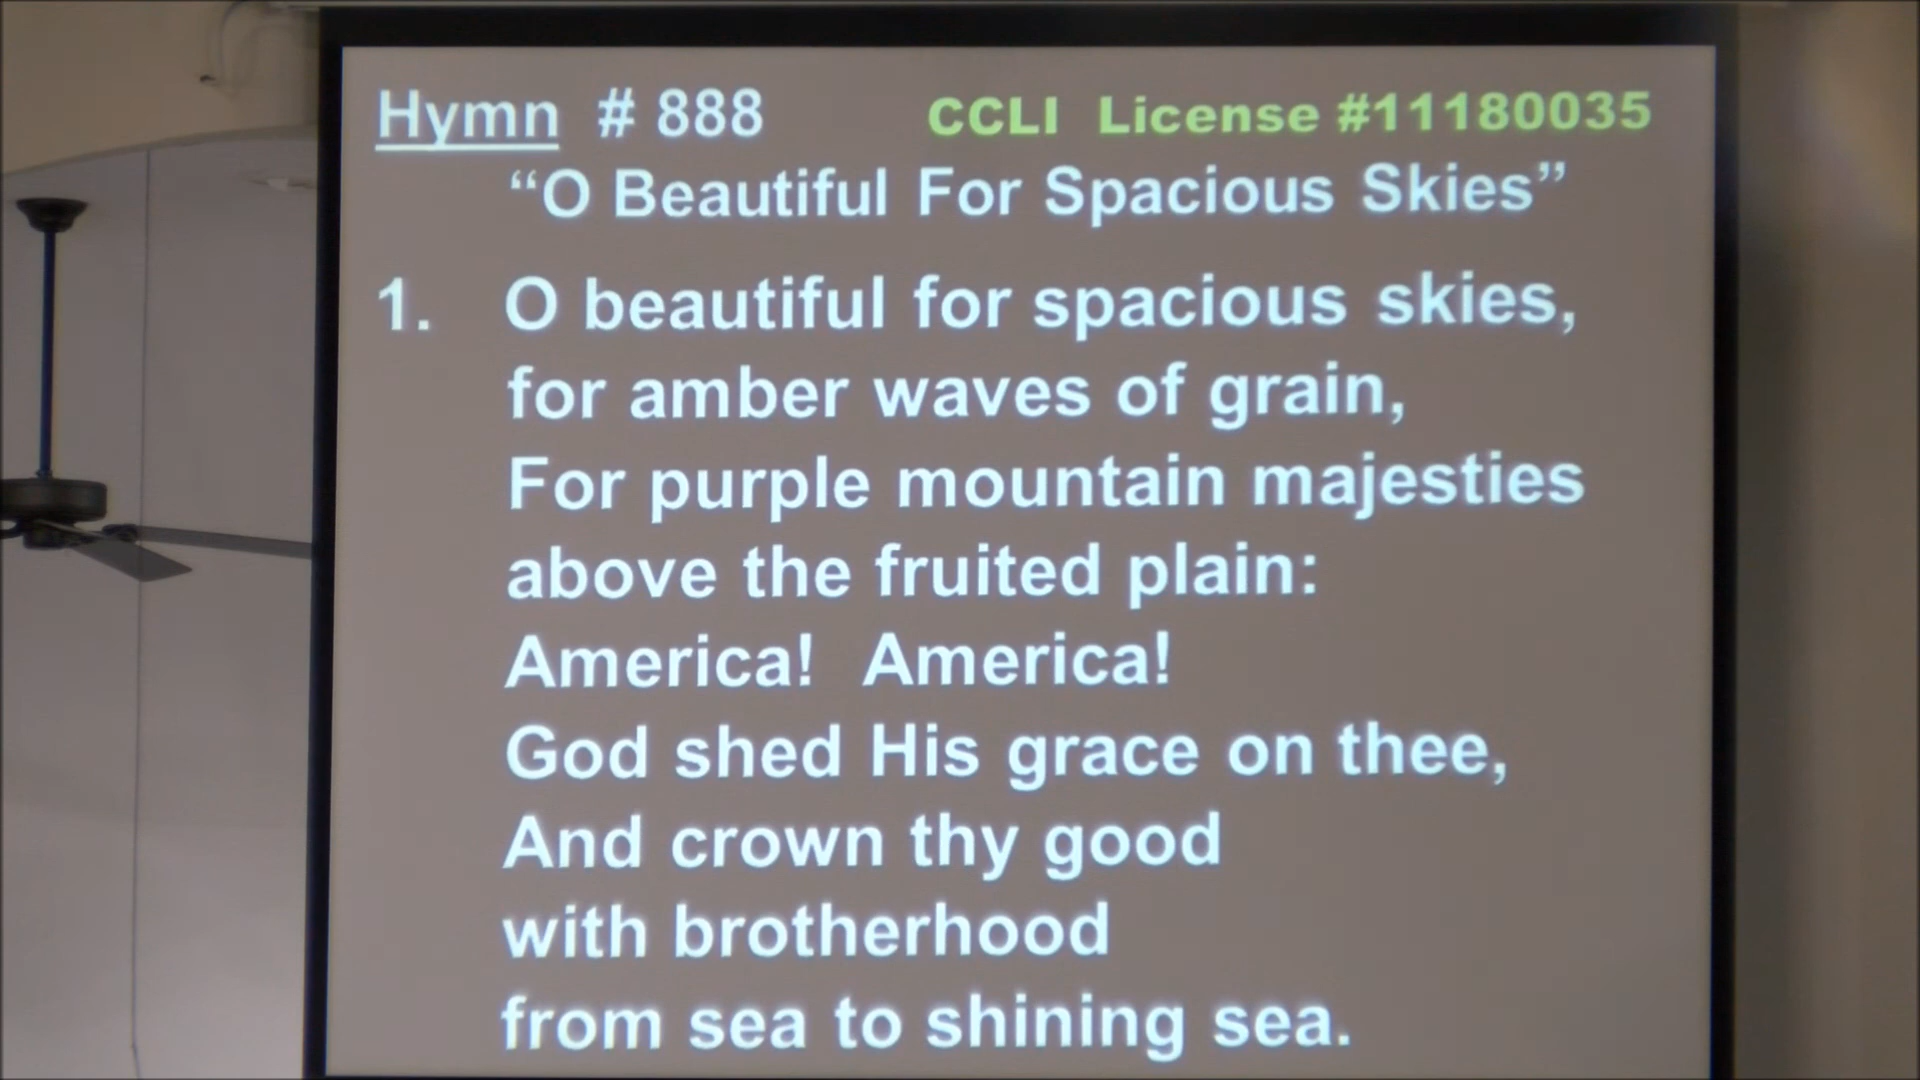 Hymn # 888 CCLI License #11180035
“O Beautiful For Spacious Skies”
1. O beautiful for spacious skies,
for amber waves of grain,
For purple mountain majesties
above the fruited plain:
America! America!
God shed His grace on thee,
And crown thy good
with brotherhood
from sea to shining sea.